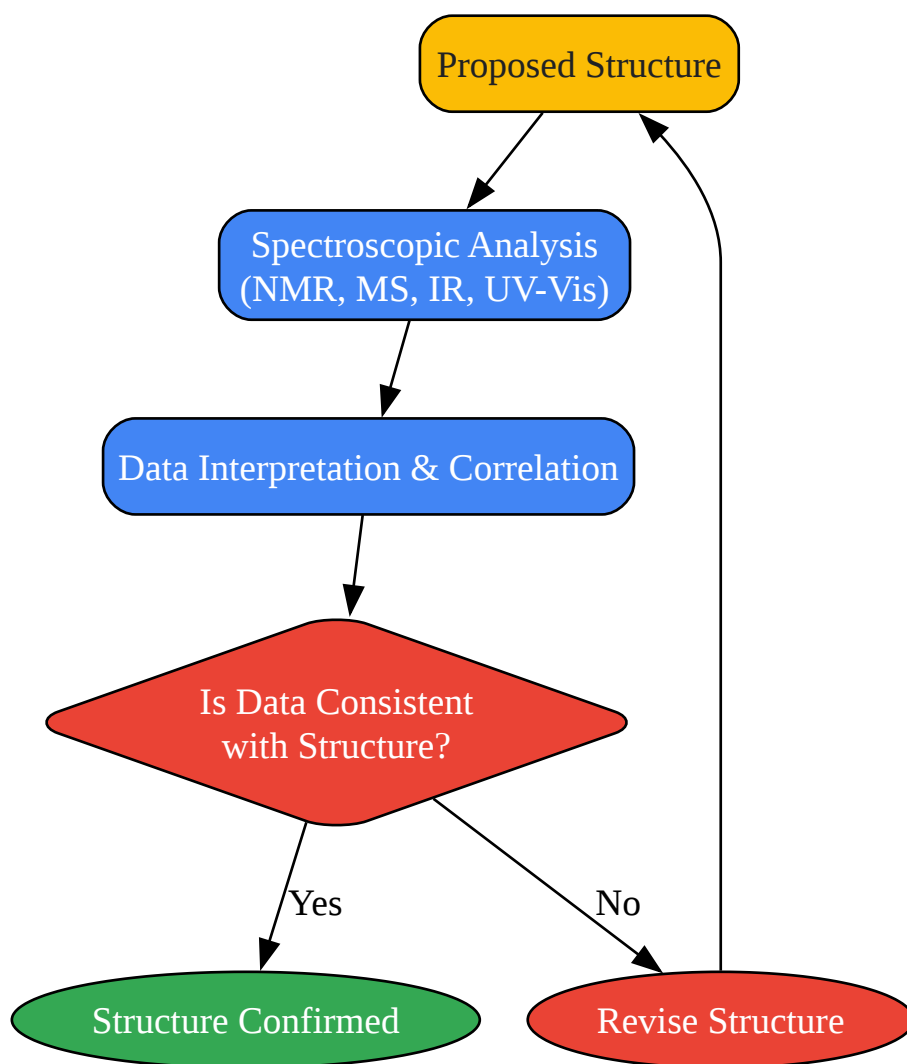 Proposed Structure
Spectroscopic Analysis
(NMR, MS, IR, UV-Vis)
Data Interpretation & Correlation
Is Data Consistent
with Structure?
Yes
No
Structure Confirmed
Revise Structure